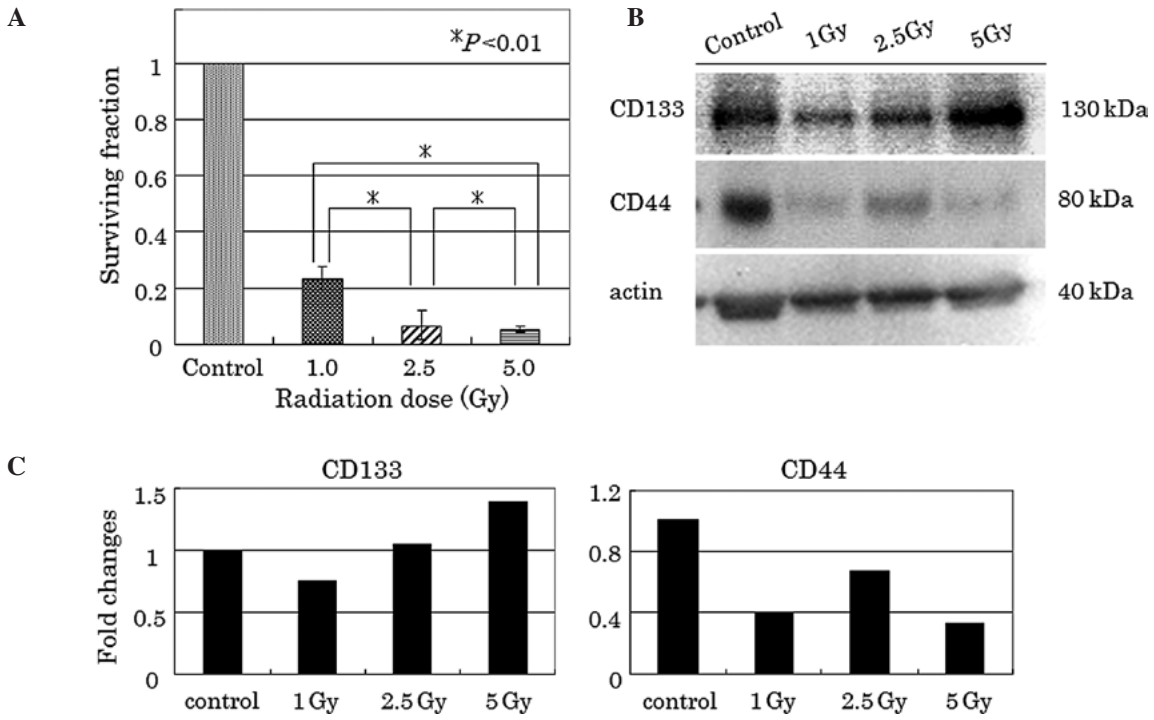 A
*P<0.01
Surviving fraction
1
0.8
0.6
0.4
0.2
0
*
*
*
Control 1.0 2.5 5.0
Radiation dose (Gy)
B
Control 1Gy 2.5Gy 5Gy
CD133 130 kDa
CD44 80 kDa
actin 40 kDa
C
CD133
Fold changes
1.5
1
0.5
0
control 1 Gy 2.5 Gy 5 Gy
CD44
1.2
0.8
0.4
0
control 1 Gy 2.5 Gy 5 Gy